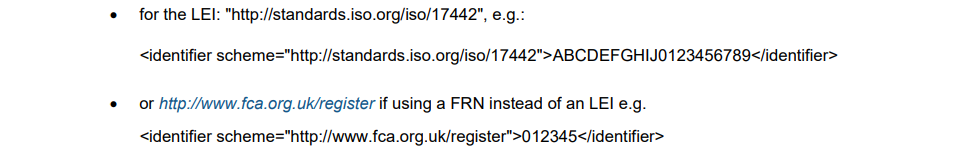 • for the LEI: "http://standards.iso.org/iso/17442", e.g.:
<identifier scheme="http://standards.iso.org/iso/17442">ABCDEFGHIJ0123456789</identifier>
• or http://www.fca.org.uk/register if using a FRN instead of an LEI e.g.
<identifier scheme="http://www.fca.org.uk/register">012345</identifier>